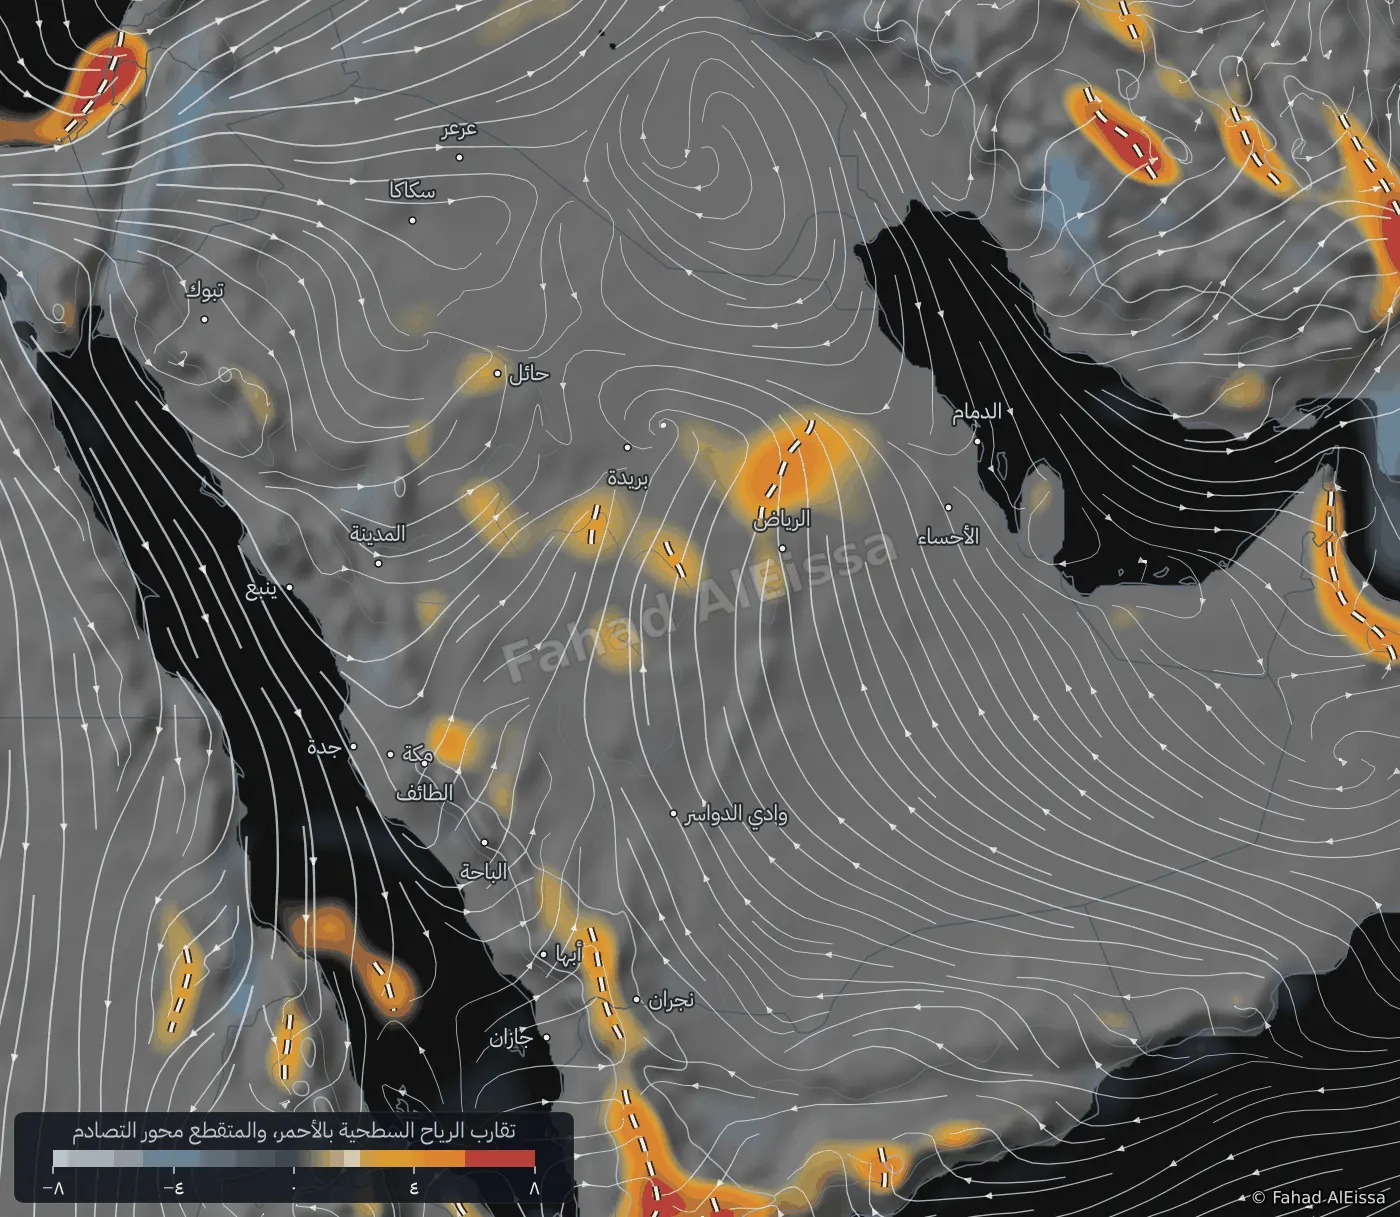 عرعر
سكاكا
تبوك
حائل
الدمام
بريدة
الرياض
الأحساء
المدينة
ينبع
Fahad AlEissa
جدة
مكة
الطائف
وادي الدواسر
الباحة
أبها
نجران
جازان
تقارب الرياح السطحية بالأحمر، والمتقطع محور التصادم
−٨ −٤ ٠ ٤ ٨
© Fahad AlEissa